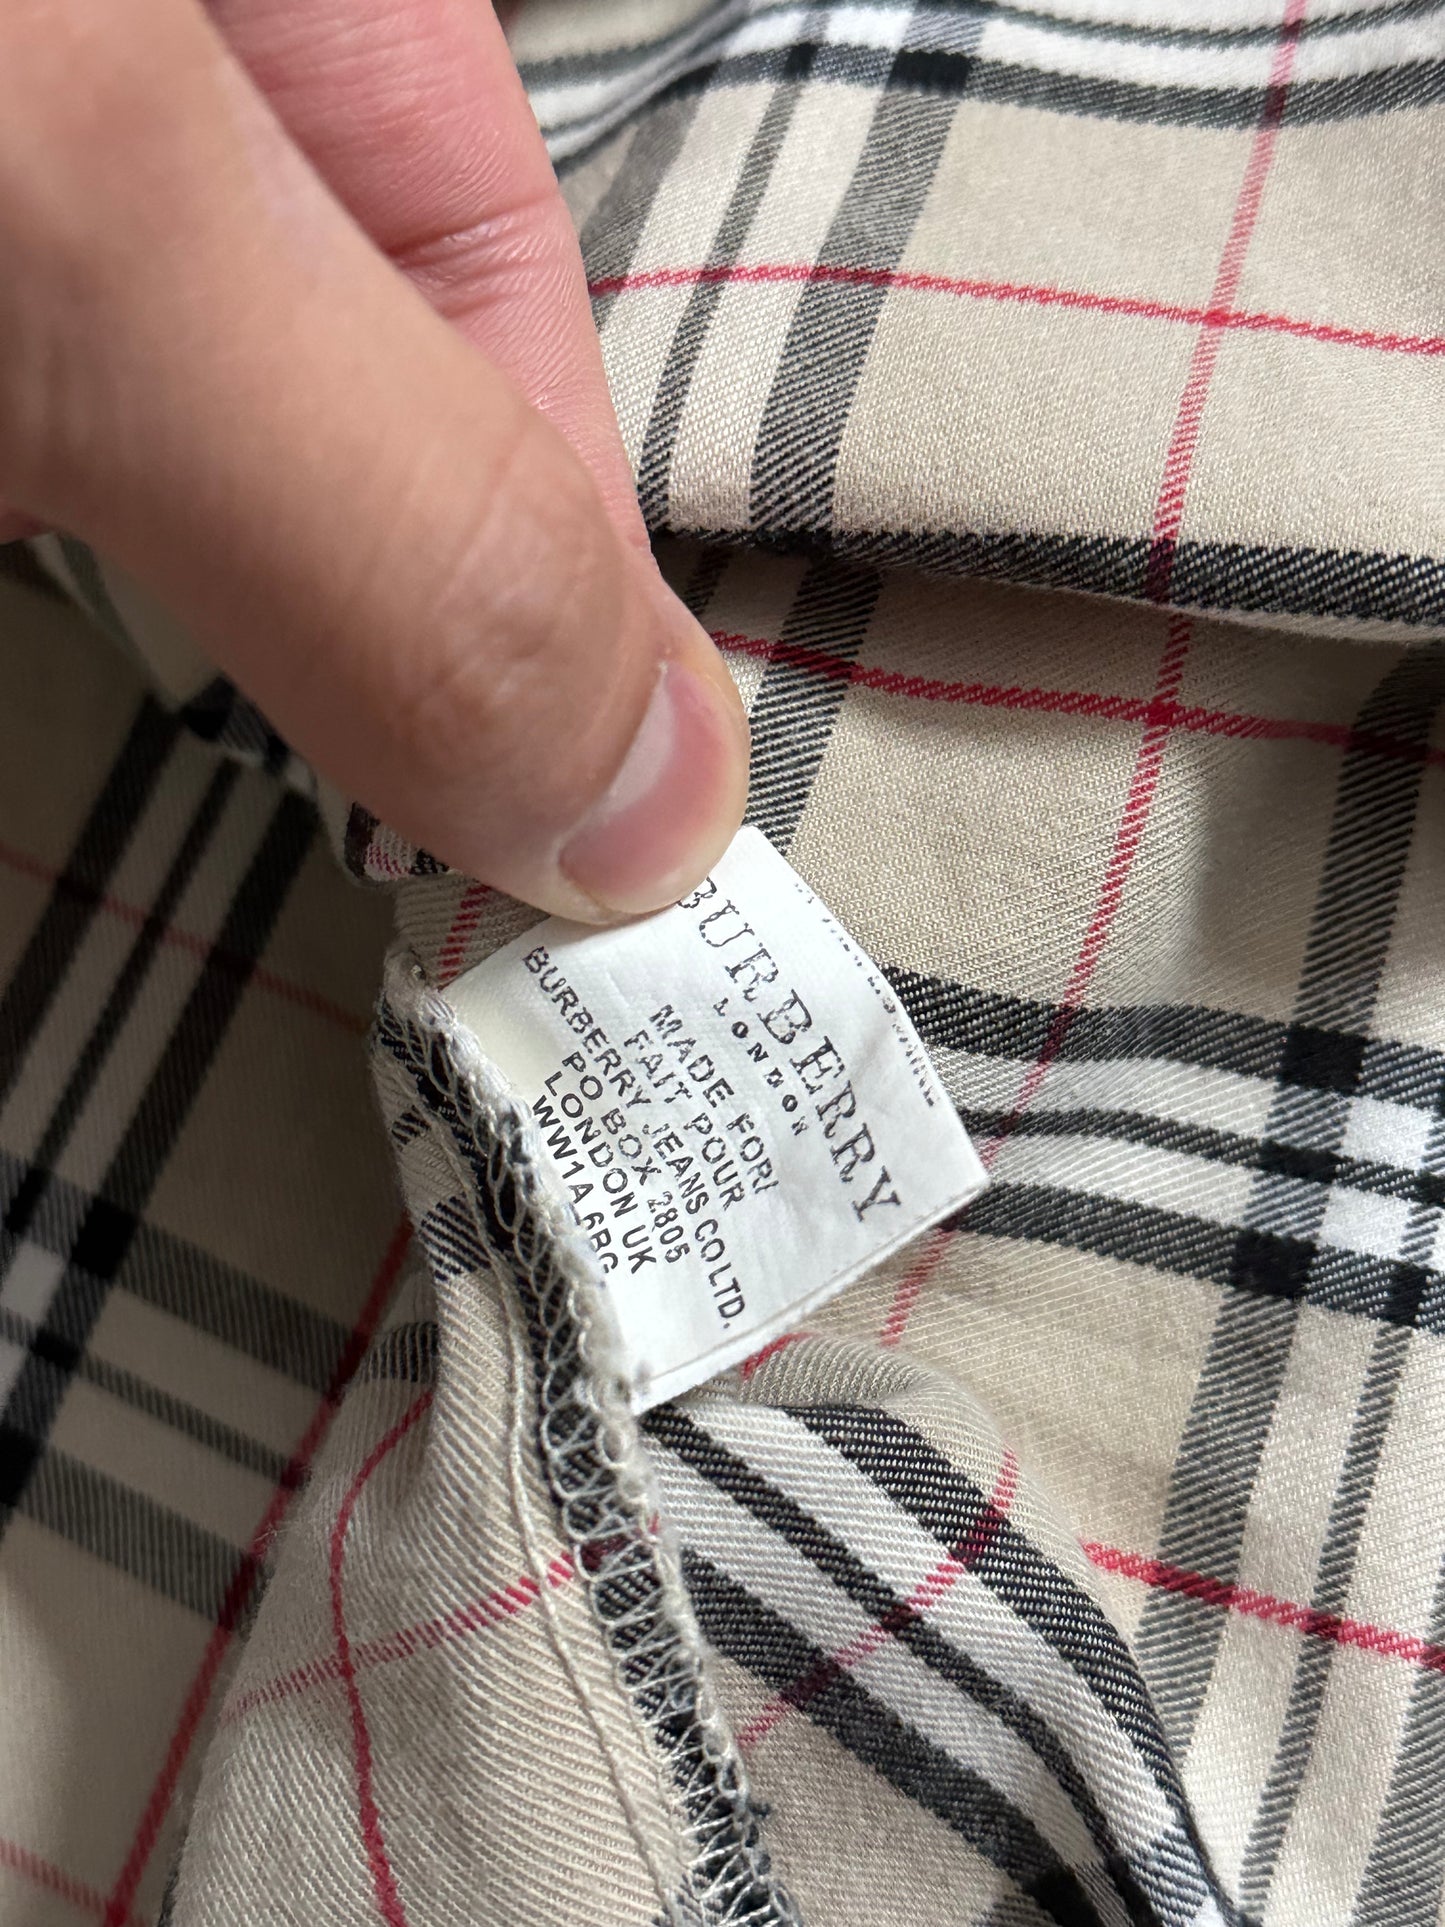 BURBERRY
LONDON
MADE FOR/
FAIT POUR
BURBERRY JEANS CO LTD.
PO BOX 2805
LONDON UK
WW1A 6BG